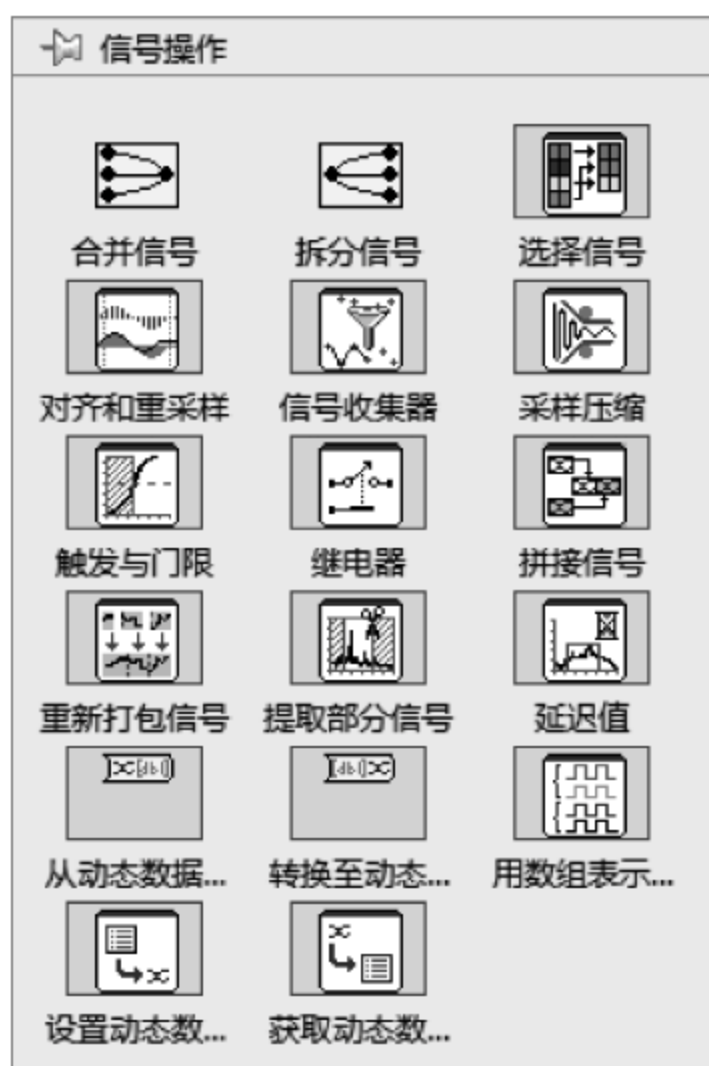 信号操作
合并信号 拆分信号 选择信号
对齐和重采样 信号收集器 采样压缩
触发与门限 继电器 拼接信号
重新打包信号 提取部分信号 延迟值
从动态数据... 转换至动态... 用数组表示...
设置动态数... 获取动态数...